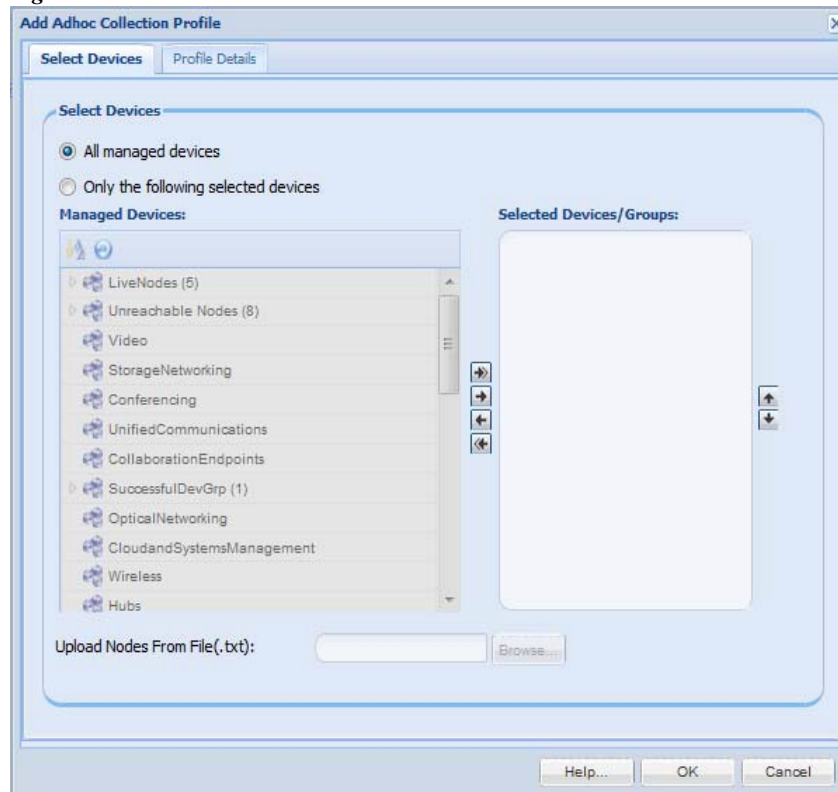 Add Adhoc Collection Profile
Select Devices
Profile Details
Select Devices
All managed devices
Only the following selected devices
Managed Devices:
Selected Devices/Groups:
LiveNodes (5)
Unreachable Nodes (8)
Video
StorageNetworking
Conferencing
UnifiedCommunications
CollaborationEndpoints
SuccessfulDevGrp (1)
OpticalNetworking
CloudandSystemsManagement
Wireless
Hubs
Upload Nodes From File(.txt):
Browse...
Help...
OK
Cancel